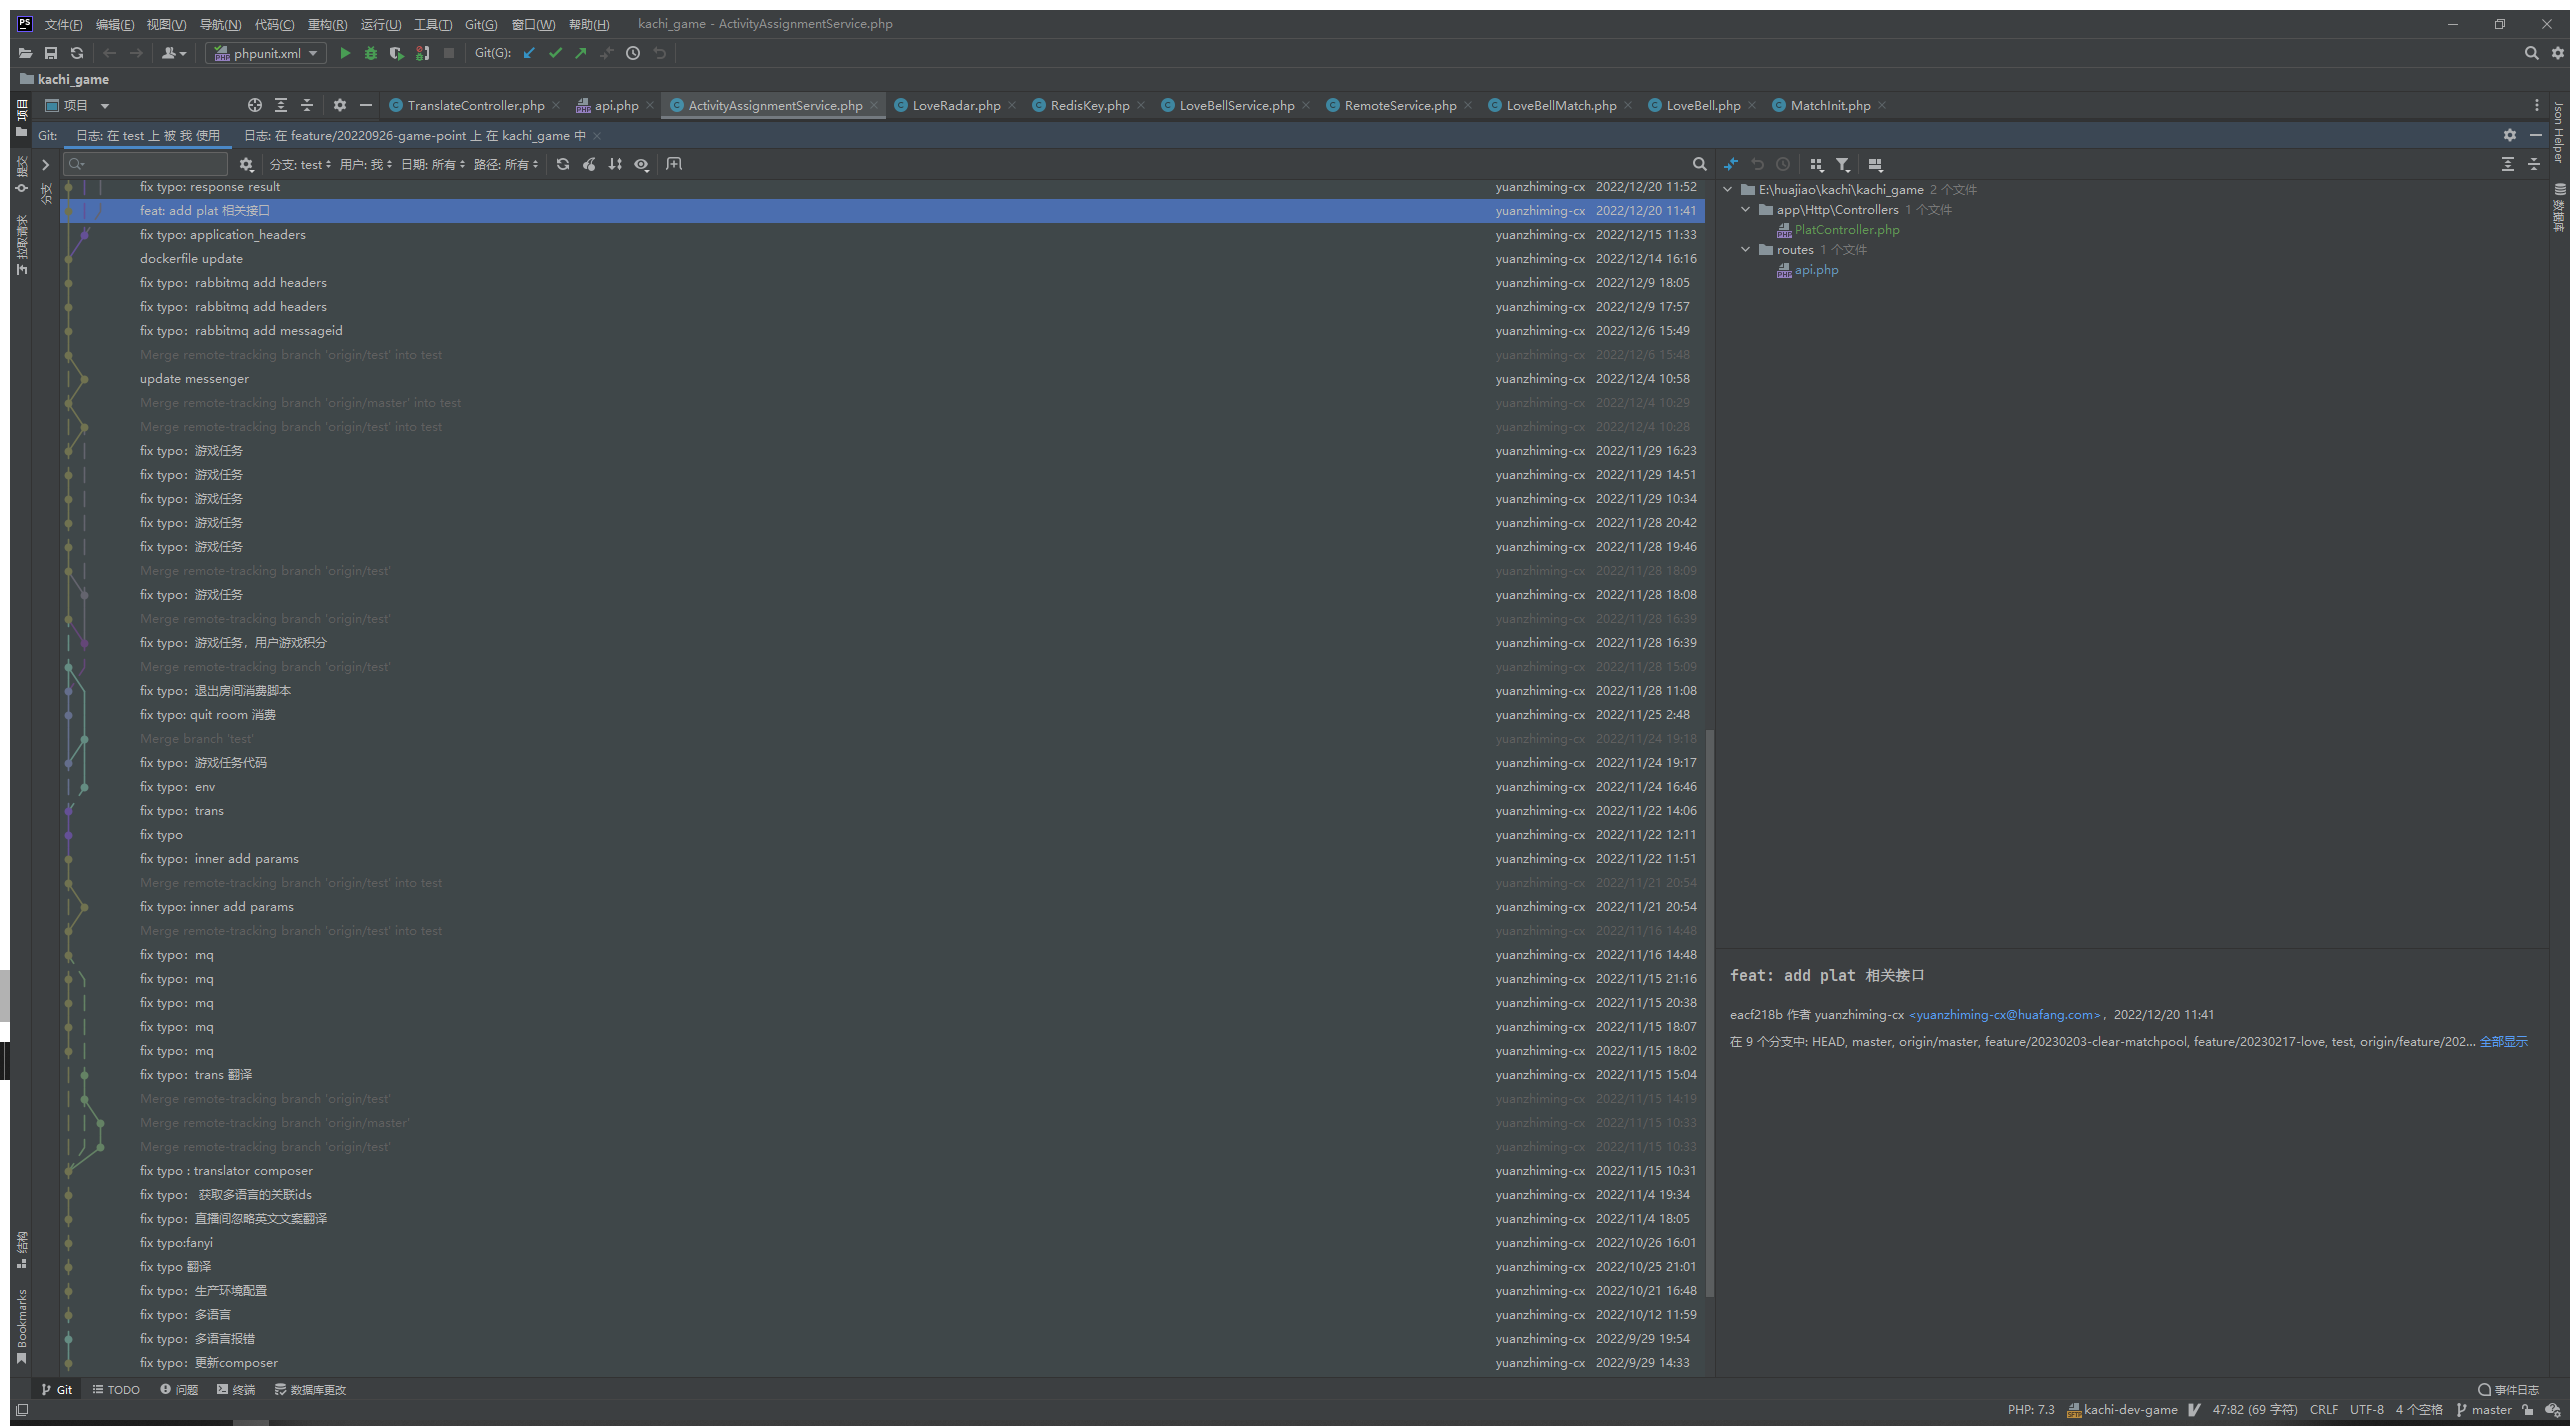 文件(F) 编辑(E) 视图(V) 导航(N) 代码(C) 重构(R) 运行(U) 工具(T) Git(G) 窗口(W) 帮助(H) kachi_game - ActivityAssignmentService.php
phpunit.xml Git(G):
kachi_game
项目 TranslateController.php api.php ActivityAssignmentService.php LoveRadar.php RedisKey.php LoveBellService.php RemoteService.php LoveBellMatch.php LoveBell.php MatchInit.php
Git: 日志: 在 test 上 被 我 使用 日志: 在 feature/20220926-game-point 上 在 kachi_game 中
分支: test 用户: 我 日期: 所有 路径: 所有
fix typo: response result yuanzhiming-cx 2022/12/20 11:52
feat: add plat 相关接口 yuanzhiming-cx 2022/12/20 11:41
fix typo: application_headers yuanzhiming-cx 2022/12/15 11:33
dockerfile update yuanzhiming-cx 2022/12/14 16:16
fix typo：rabbitmq add headers yuanzhiming-cx 2022/12/9 18:05
fix typo：rabbitmq add headers yuanzhiming-cx 2022/12/9 17:57
fix typo：rabbitmq add messageid yuanzhiming-cx 2022/12/6 15:49
Merge remote-tracking branch 'origin/test' into test yuanzhiming-cx 2022/12/6 15:48
update messenger yuanzhiming-cx 2022/12/4 10:58
Merge remote-tracking branch 'origin/master' into test yuanzhiming-cx 2022/12/4 10:29
Merge remote-tracking branch 'origin/test' into test yuanzhiming-cx 2022/12/4 10:28
fix typo：游戏任务 yuanzhiming-cx 2022/11/29 16:23
fix typo：游戏任务 yuanzhiming-cx 2022/11/29 14:51
fix typo：游戏任务 yuanzhiming-cx 2022/11/29 10:34
fix typo：游戏任务 yuanzhiming-cx 2022/11/28 20:42
fix typo：游戏任务 yuanzhiming-cx 2022/11/28 19:46
Merge remote-tracking branch 'origin/test' yuanzhiming-cx 2022/11/28 18:09
fix typo：游戏任务 yuanzhiming-cx 2022/11/28 18:08
Merge remote-tracking branch 'origin/test' yuanzhiming-cx 2022/11/28 16:39
fix typo：游戏任务，用户游戏积分 yuanzhiming-cx 2022/11/28 16:39
Merge remote-tracking branch 'origin/test' yuanzhiming-cx 2022/11/28 15:09
fix typo：退出房间消费脚本 yuanzhiming-cx 2022/11/28 11:08
fix typo: quit room 消费 yuanzhiming-cx 2022/11/25 2:48
Merge branch 'test' yuanzhiming-cx 2022/11/24 19:18
fix typo：游戏任务代码 yuanzhiming-cx 2022/11/24 19:17
fix typo：env yuanzhiming-cx 2022/11/24 16:46
fix typo：trans yuanzhiming-cx 2022/11/22 14:06
fix typo yuanzhiming-cx 2022/11/22 12:11
fix typo：inner add params yuanzhiming-cx 2022/11/22 11:51
Merge remote-tracking branch 'origin/test' into test yuanzhiming-cx 2022/11/21 20:54
fix typo: inner add params yuanzhiming-cx 2022/11/21 20:54
Merge remote-tracking branch 'origin/test' into test yuanzhiming-cx 2022/11/16 14:48
fix typo：mq yuanzhiming-cx 2022/11/16 14:48
fix typo：mq yuanzhiming-cx 2022/11/15 21:16
fix typo：mq yuanzhiming-cx 2022/11/15 20:38
fix typo：mq yuanzhiming-cx 2022/11/15 18:07
fix typo：mq yuanzhiming-cx 2022/11/15 18:02
fix typo：trans 翻译 yuanzhiming-cx 2022/11/15 15:04
Merge remote-tracking branch 'origin/test' yuanzhiming-cx 2022/11/15 14:19
Merge remote-tracking branch 'origin/master' yuanzhiming-cx 2022/11/15 10:33
Merge remote-tracking branch 'origin/test' yuanzhiming-cx 2022/11/15 10:33
fix typo : translator composer yuanzhiming-cx 2022/11/15 10:31
fix typo： 获取多语言的关联ids yuanzhiming-cx 2022/11/4 19:34
fix typo：直播间忽略英文文案翻译 yuanzhiming-cx 2022/11/4 18:05
fix typo:fanyi yuanzhiming-cx 2022/10/26 16:01
fix typo 翻译 yuanzhiming-cx 2022/10/25 21:01
fix typo：生产环境配置 yuanzhiming-cx 2022/10/21 16:48
fix typo：多语言 yuanzhiming-cx 2022/10/12 11:59
fix typo：多语言报错 yuanzhiming-cx 2022/9/29 19:54
fix typo：更新composer yuanzhiming-cx 2022/9/29 14:33
E:\huajiao\kachi\kachi_game 2 个文件
app\Http\Controllers 1 个文件
PlatController.php
routes 1 个文件
api.php
feat: add plat 相关接口
eacf218b 作者 yuanzhiming-cx <yuanzhiming-cx@huafang.com>，2022/12/20 11:41
在 9 个分支中: HEAD, master, origin/master, feature/20230203-clear-matchpool, feature/20230217-love, test, origin/feature/202... 全部显示
项目
提交
拉取请求
结构
Bookmarks
分支
Json Helper
数据库
Git TODO 问题 终端 数据库更改 事件日志
PHP: 7.3 kachi-dev-game 47:82 (69 字符) CRLF UTF-8 4 个空格 master